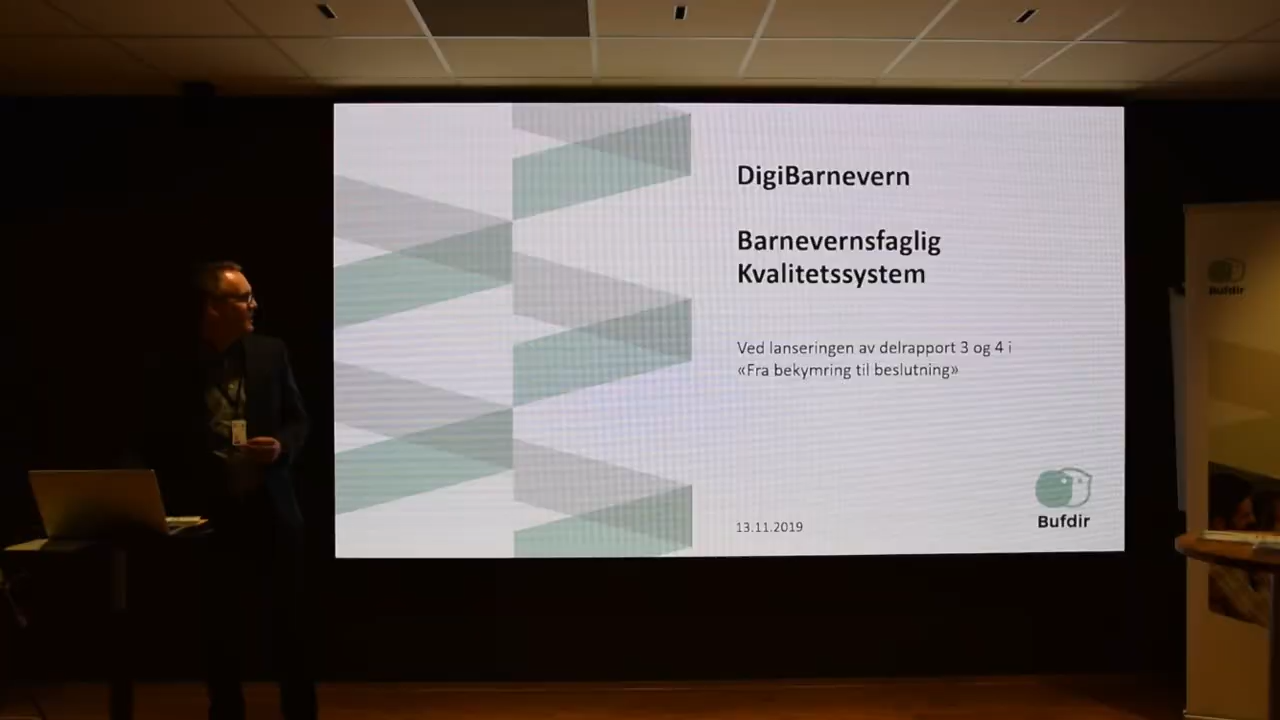 DigiBarnevern
Barnevernsfaglig
Kvalitetssystem
Ved lanseringen av delrapport 3 og 4 i
«Fra bekymring til beslutning»
13.11.2019
Bufdir
Bufdir